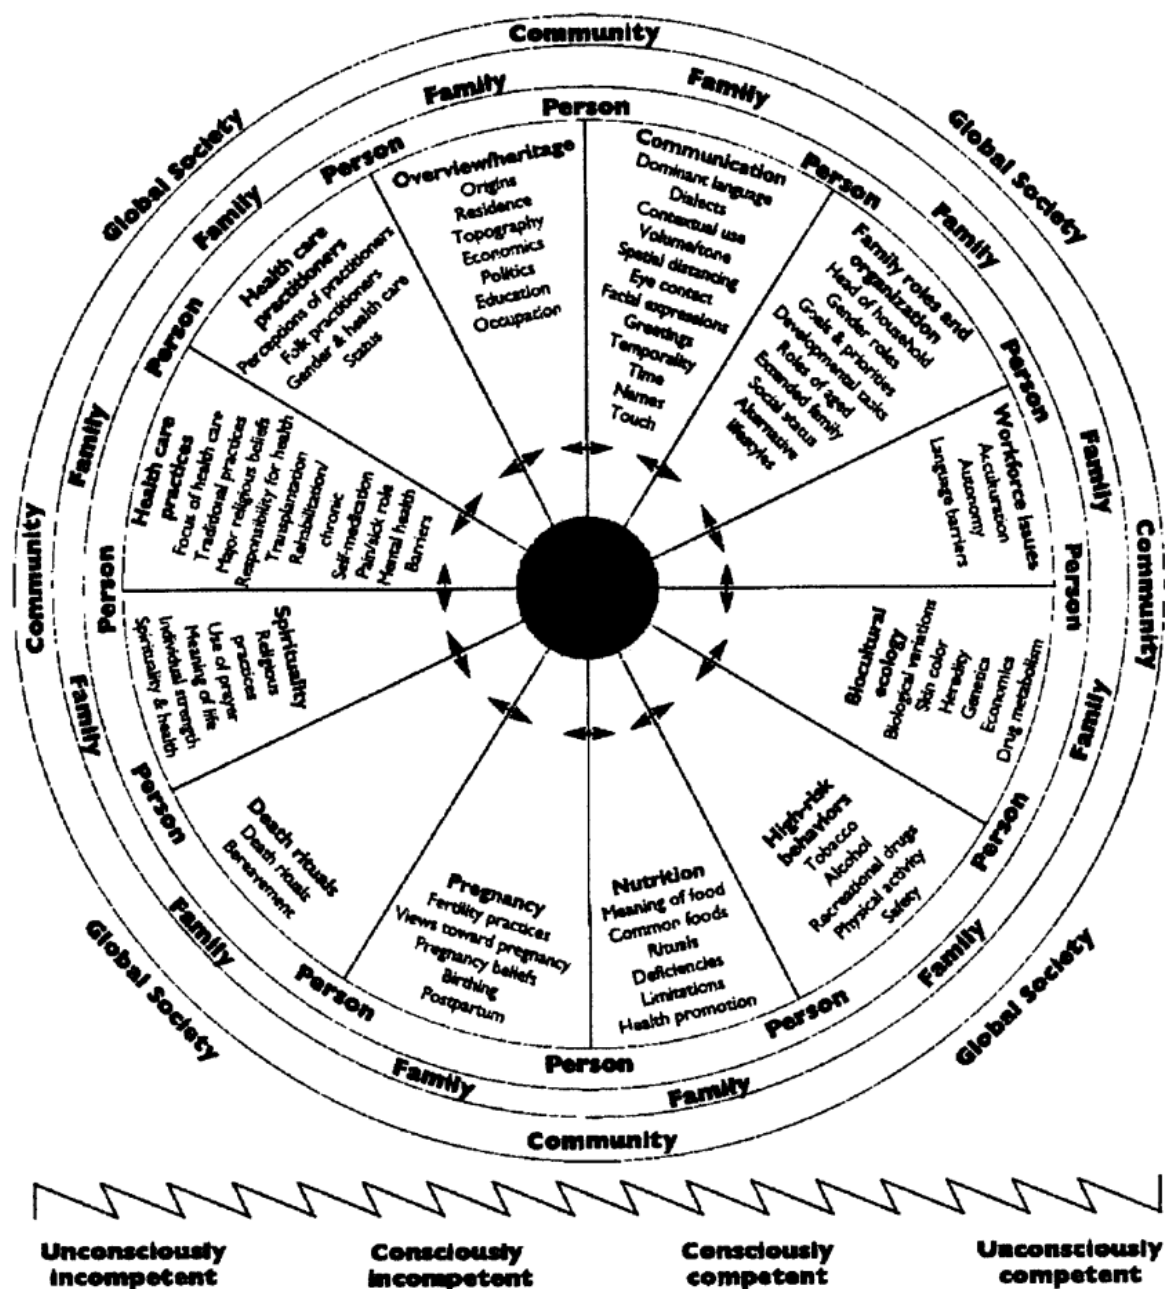 Community
Family
Family
Person
Global Society
Global Society
Person
Person
Family
Family
Overview/heritage
Origins
Residence
Topography
Economics
Politics
Education
Occupation
Communication
Dominant language
Dialects
Contextual use
Volume/tone
Spatial distancing
Eye contact
Facial expressions
Greetings
Temporality
Time
Names
Touch
Family roles and
organization
Head of household
Gender roles
Goals & priorities
Developmental tasks
Roles of aged
Extended family
Social status
Alternative
lifestyles
Person
Family
Workforce issues
Acculturation
Autonomy
Language barriers
Community
Person
Biocultural
ecology
Biological variations
Skin color
Heredity
Genetics
Economics
Drug metabolism
Family
Person
High-risk
behaviors
Tobacco
Alcohol
Recreational drugs
Physical activity
Safety
Family
Global Society
Person
Nutrition
Meaning of food
Common foods
Rituals
Deficiencies
Limitations
Health promotion
Family
Person
Community
Pregnancy
Fertility practices
Views toward pregnancy
Pregnancy beliefs
Birthing
Postpartum
Family
Person
Death rituals
Death rituals
Bereavement
Family
Global Society
Person
Spirituality
Religious
practices
Use of prayer
Meaning of life
Individual strength
Spirituality & health
Family
Person
Community
Health care
practices
Focus of health care
Traditional practices
Major religious beliefs
Responsibility for health
Transplantation
Rehabilitation/
chronic
Self-medication
Pain/sick role
Mental health
Barriers
Family
Person
Health care
practitioners
Perceptions of practitioners
Folk practitioners
Gender & health care
Status
Unconsciously
incompetent
Consciously
incompetent
Consciously
competent
Unconsciously
competent